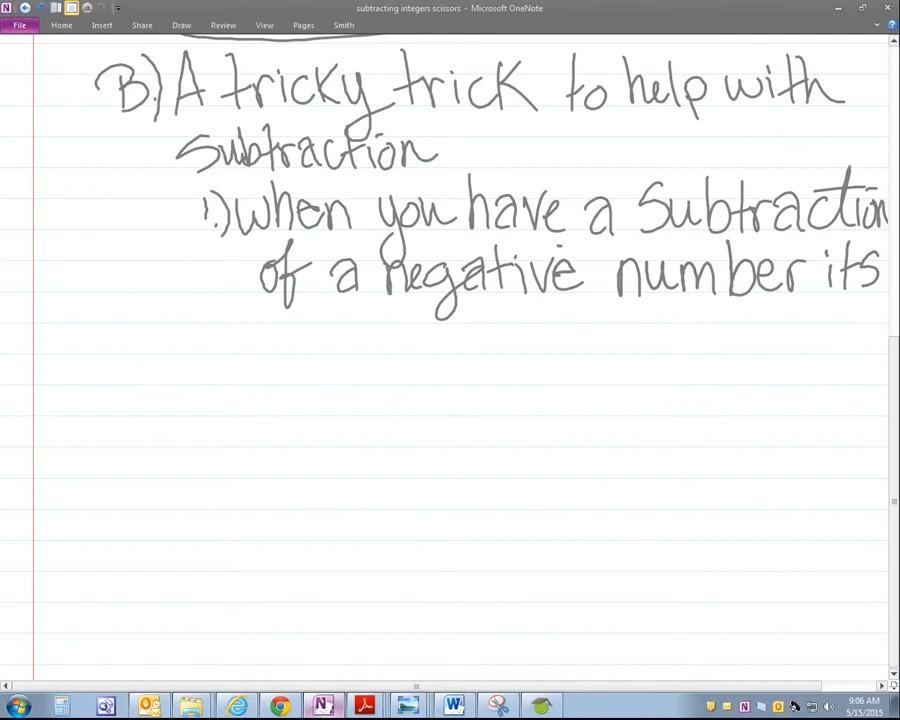 subtracting integers scissors - Microsoft OneNote
File Home Insert Share Draw Review View Pages Smith
B.) A tricky trick to help with
subtraction
1.) when you have a subtraction
of a negative number its
9:06 AM
5/15/2015